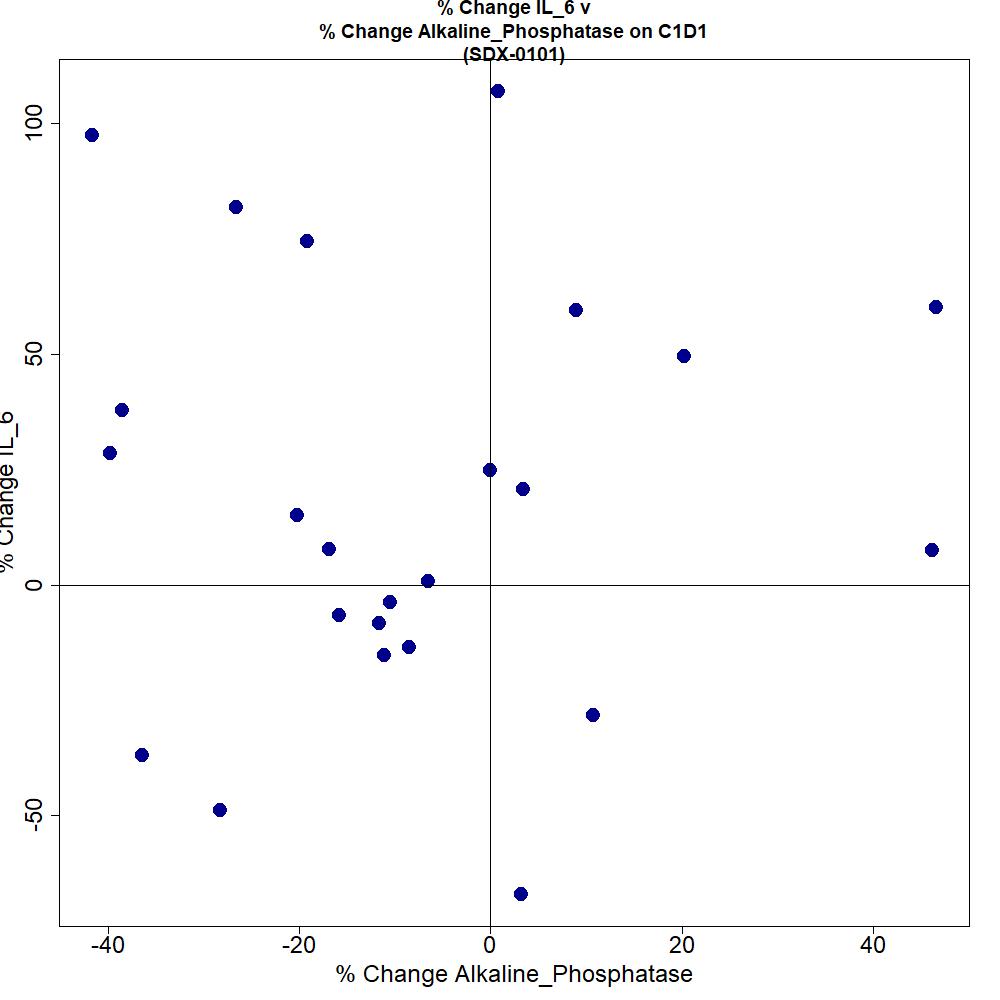 % Change IL_6 v
% Change Alkaline_Phosphatase on C1D1
(SDX-0101)
100
50
0
-50
% Change IL_6
-40
-20
0
20
40
% Change Alkaline_Phosphatase